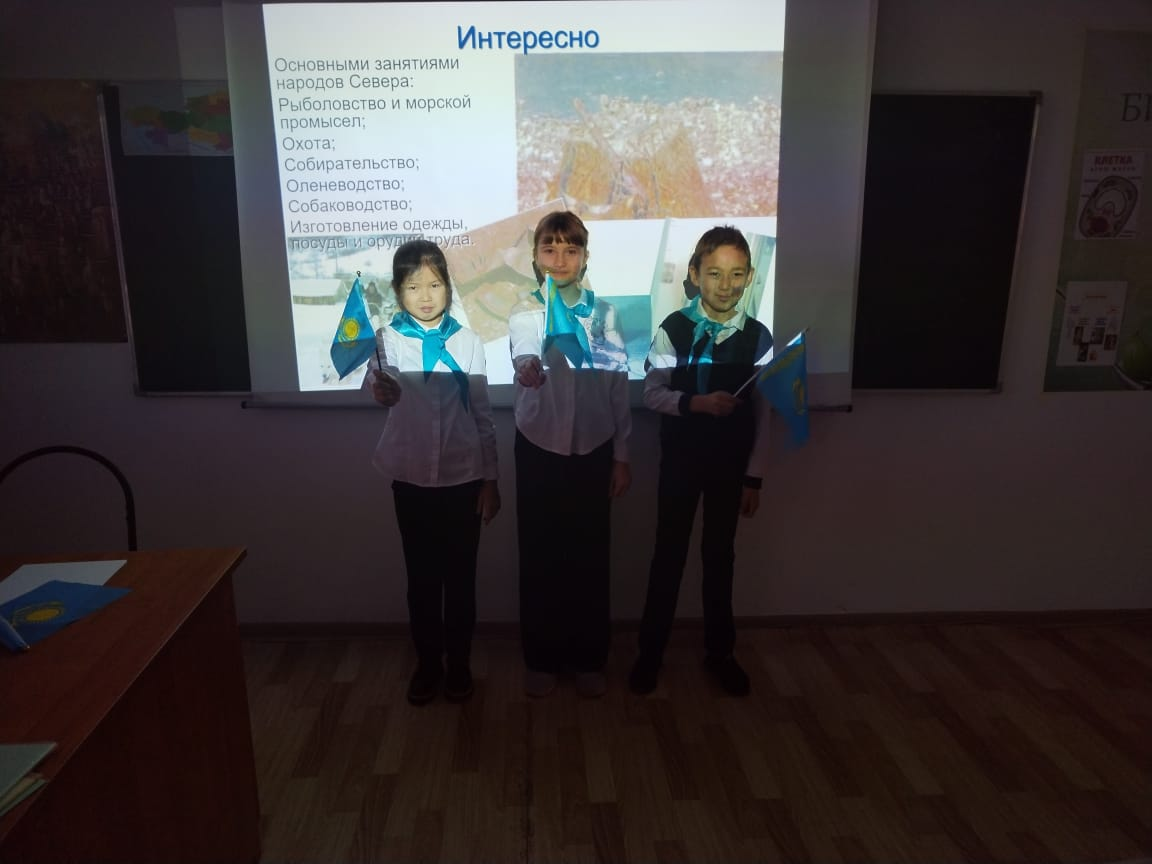 Интересно
Основными занятиями
народов Севера:
Рыболовство и морской
промысел;
Охота;
Собирательство;
Оленеводство;
Собаководство;
Изготовление одежды,
посуды и орудий труда.
КЛЕТКА